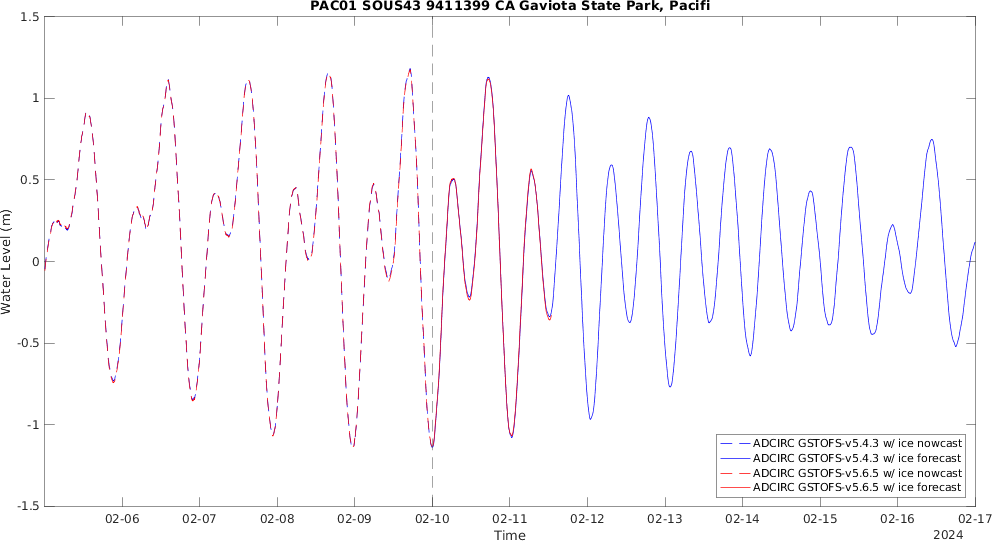 PAC01 SOUS43 9411399 CA Gaviota State Park, Pacifi
1.5
1
0.5
0
-0.5
-1
-1.5
Water Level (m)
ADCIRC GSTOFS-v5.4.3 w/ ice nowcast
ADCIRC GSTOFS-v5.4.3 w/ ice forecast
ADCIRC GSTOFS-v5.6.5 w/ ice nowcast
ADCIRC GSTOFS-v5.6.5 w/ ice forecast
02-06 02-07 02-08 02-09 02-10 02-11 02-12 02-13 02-14 02-15 02-16 02-17
Time
2024